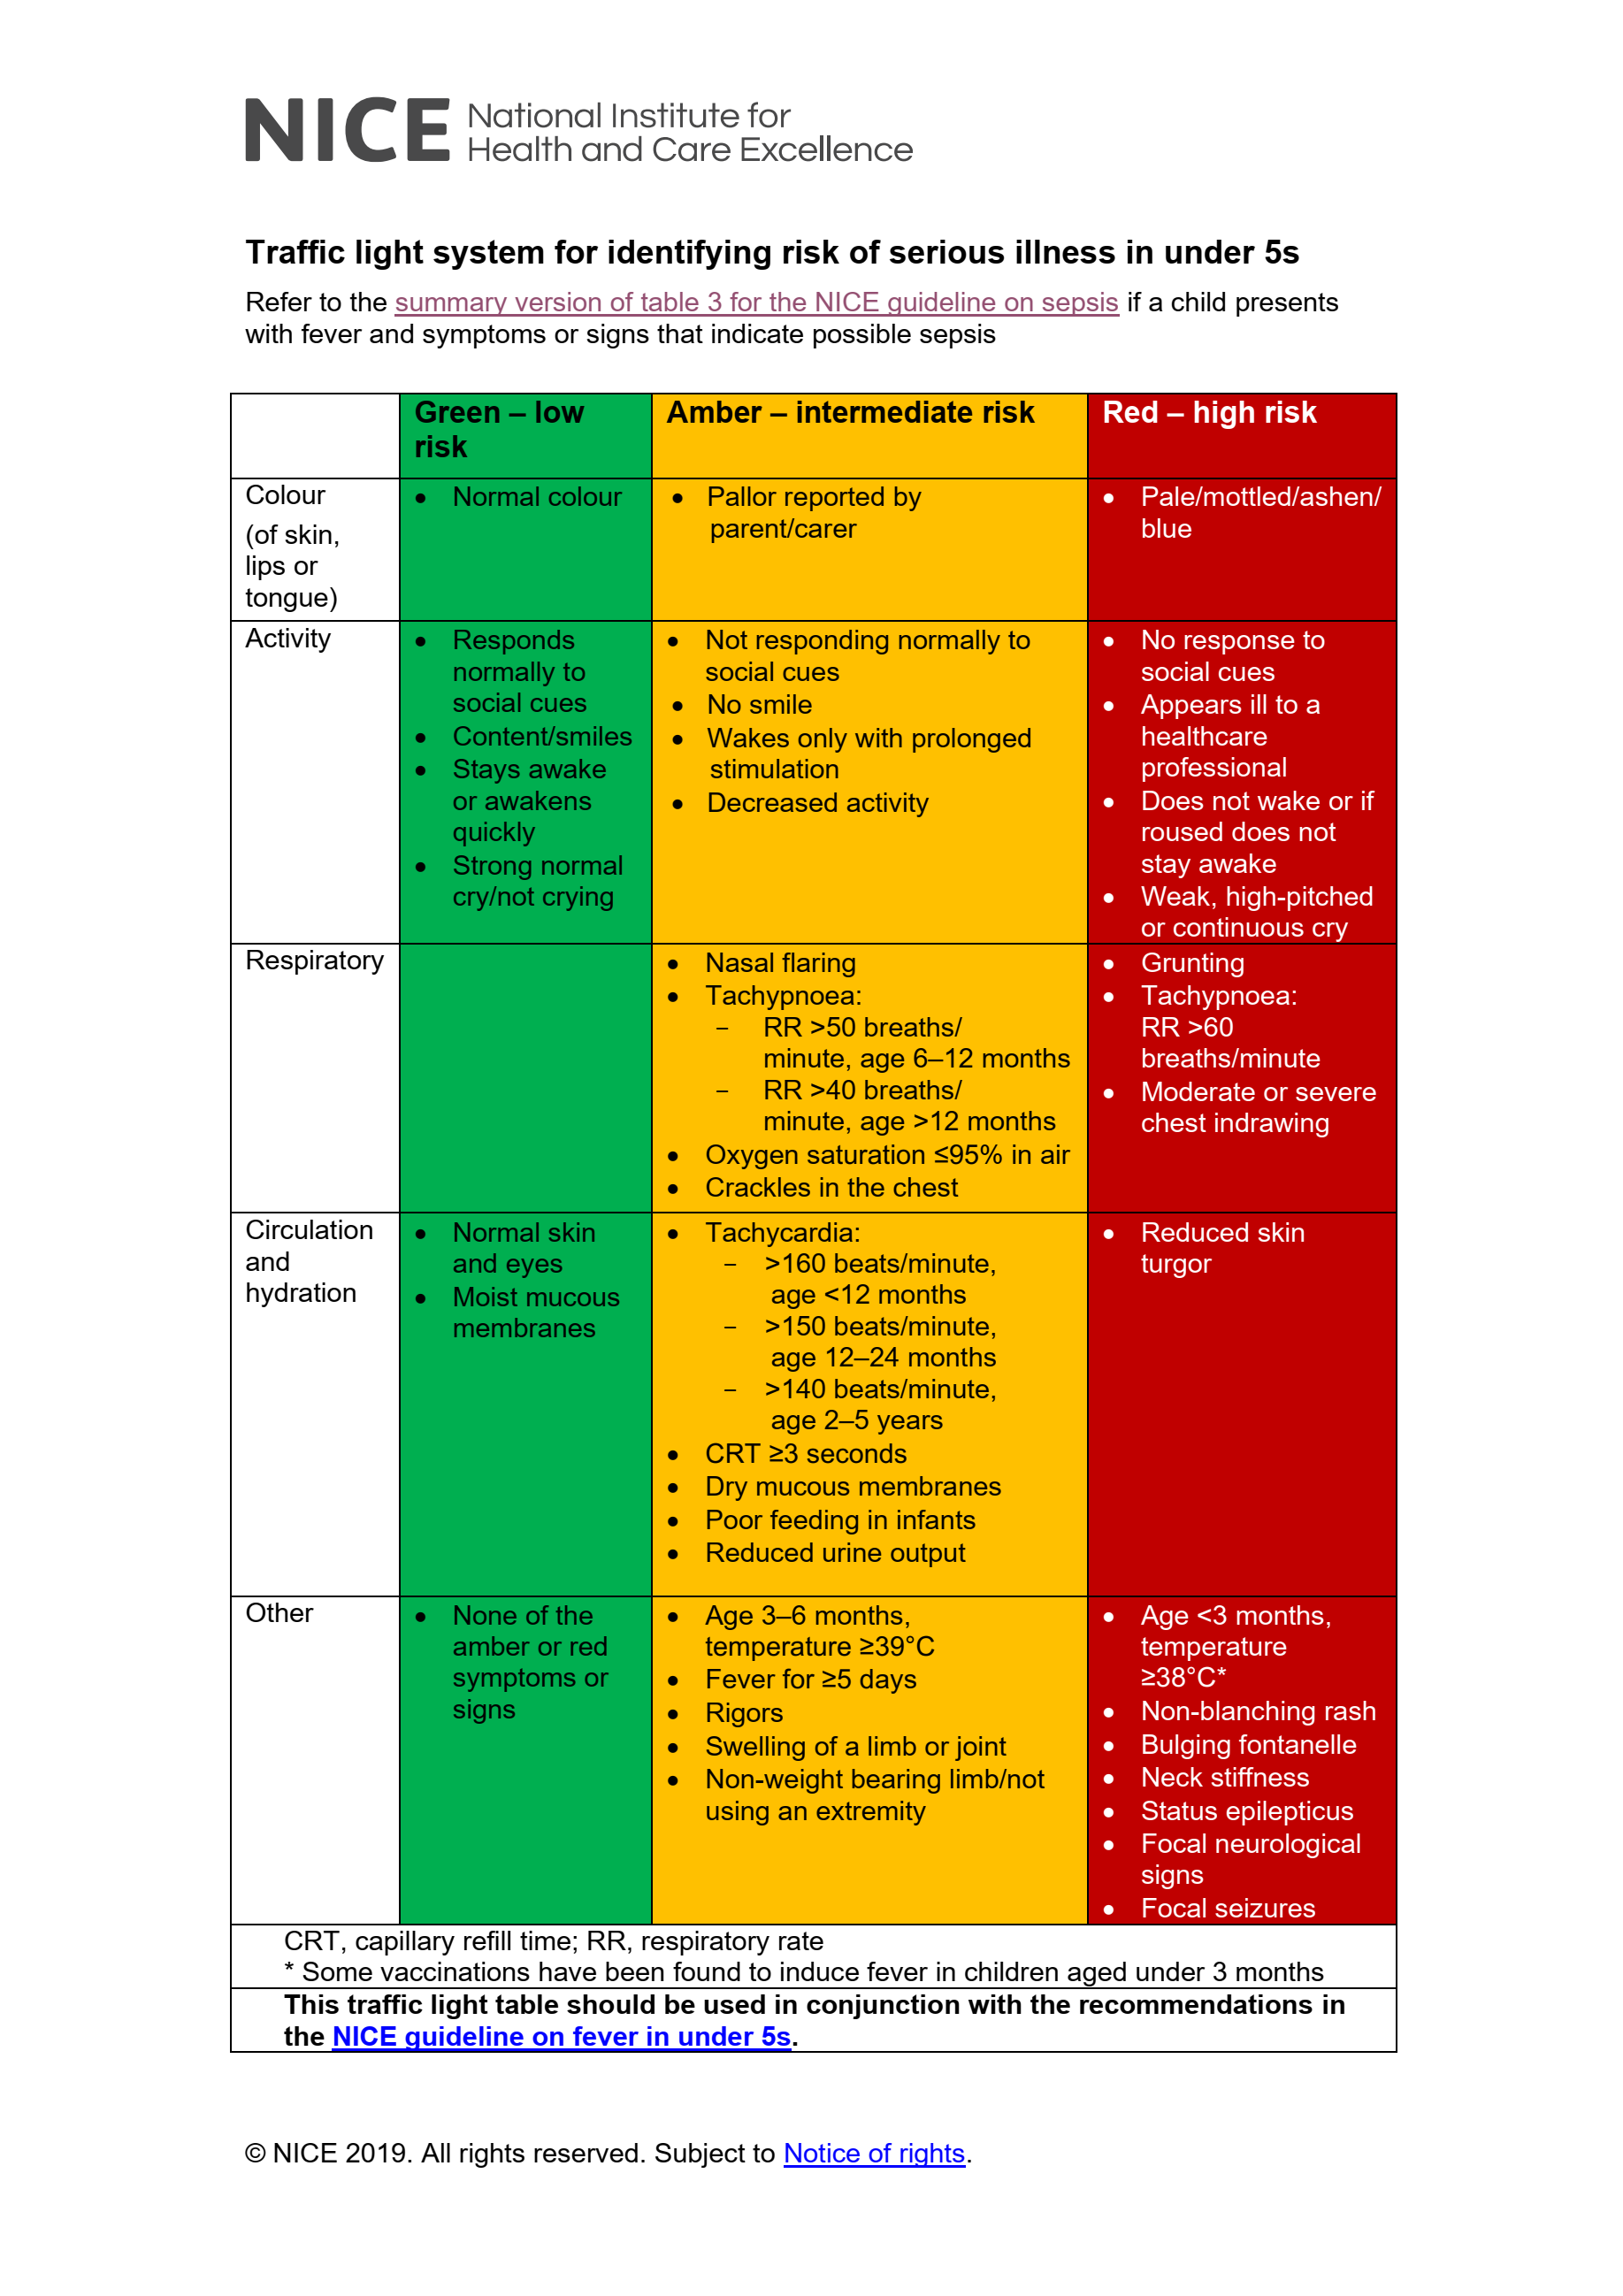 NICE National Institute for
Health and Care Excellence
Traffic light system for identifying risk of serious illness in under 5s
Refer to the summary version of table 3 for the NICE guideline on sepsis if a child presents
with fever and symptoms or signs that indicate possible sepsis
Green – low
risk
Amber – intermediate risk
Red – high risk
Colour
(of skin,
lips or
tongue)
• Normal colour
• Pallor reported by
parent/carer
• Pale/mottled/ashen/
blue
Activity
• Responds
normally to
social cues
• Content/smiles
• Stays awake
or awakens
quickly
• Strong normal
cry/not crying
• Not responding normally to
social cues
• No smile
• Wakes only with prolonged
stimulation
• Decreased activity
• No response to
social cues
• Appears ill to a
healthcare
professional
• Does not wake or if
roused does not
stay awake
• Weak, high-pitched
or continuous cry
Respiratory
• Nasal flaring
• Tachypnoea:
– RR >50 breaths/
minute, age 6–12 months
– RR >40 breaths/
minute, age >12 months
• Oxygen saturation ≤95% in air
• Crackles in the chest
• Grunting
• Tachypnoea:
RR >60
breaths/minute
• Moderate or severe
chest indrawing
Circulation
and
hydration
• Normal skin
and eyes
• Moist mucous
membranes
• Tachycardia:
– >160 beats/minute,
age <12 months
– >150 beats/minute,
age 12–24 months
– >140 beats/minute,
age 2–5 years
• CRT ≥3 seconds
• Dry mucous membranes
• Poor feeding in infants
• Reduced urine output
• Reduced skin
turgor
Other
• None of the
amber or red
symptoms or
signs
• Age 3–6 months,
temperature ≥39°C
• Fever for ≥5 days
• Rigors
• Swelling of a limb or joint
• Non-weight bearing limb/not
using an extremity
• Age <3 months,
temperature
≥38°C*
• Non-blanching rash
• Bulging fontanelle
• Neck stiffness
• Status epilepticus
• Focal neurological
signs
• Focal seizures
CRT, capillary refill time; RR, respiratory rate
* Some vaccinations have been found to induce fever in children aged under 3 months
This traffic light table should be used in conjunction with the recommendations in
the NICE guideline on fever in under 5s.
© NICE 2019. All rights reserved. Subject to Notice of rights.